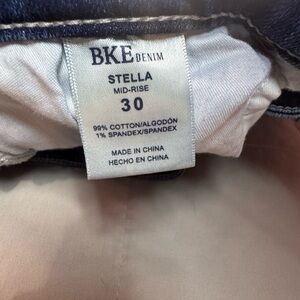 BKE DENIM
STELLA
MID-RISE
30
99% COTTON/ALGODÓN
1% SPANDEX/SPANDEX
MADE IN CHINA
HECHO EN CHINA